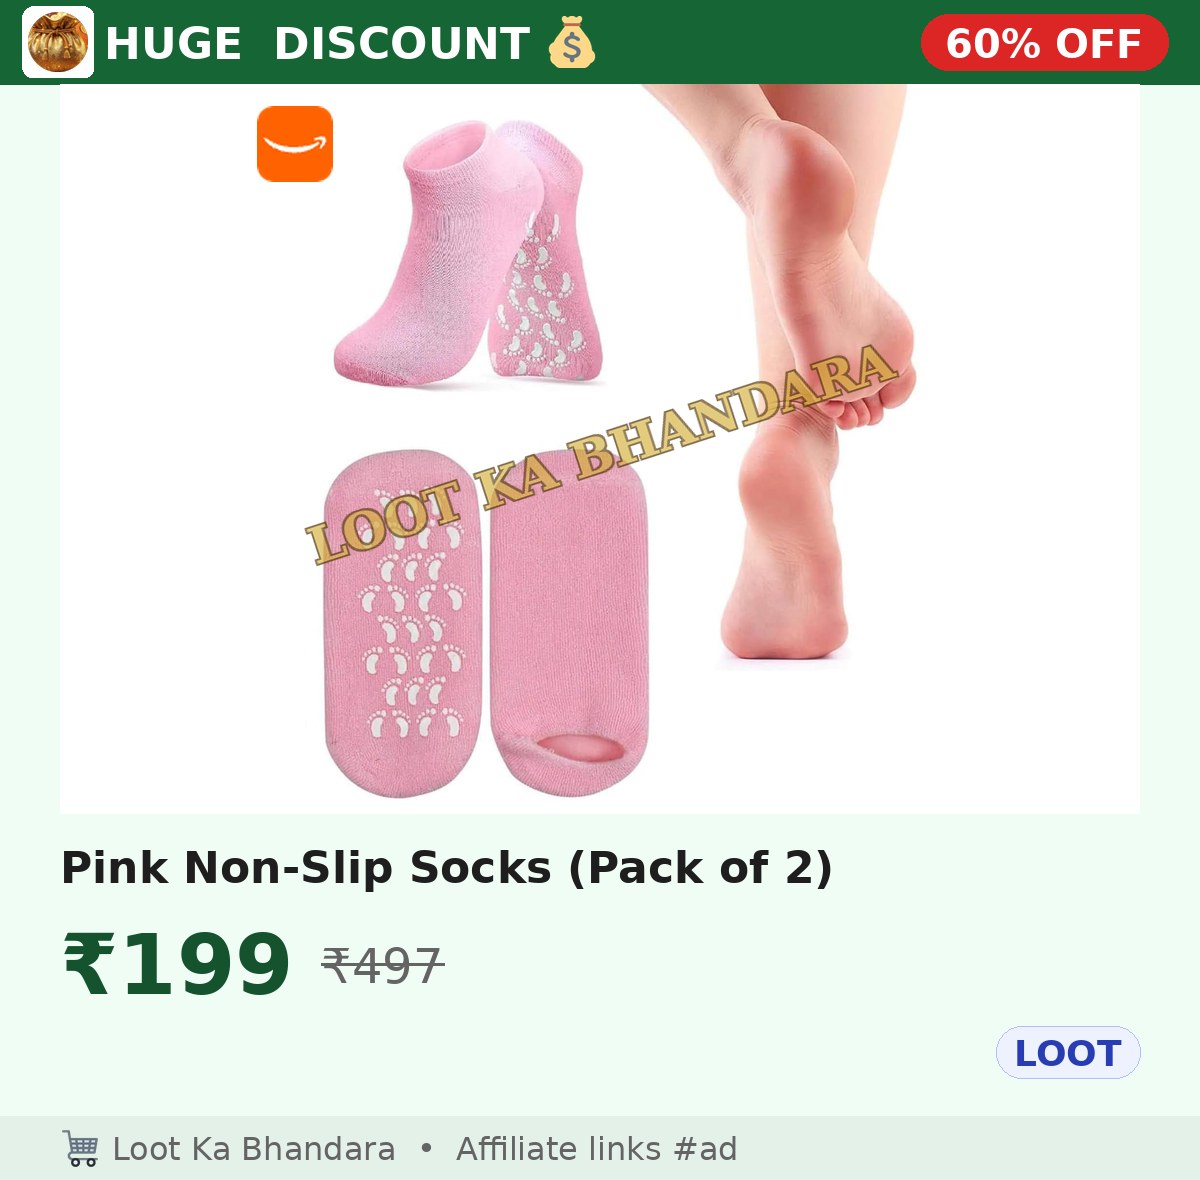 HUGE DISCOUNT 💰
60% OFF
LOOT KA BHANDARA
Pink Non-Slip Socks (Pack of 2)
₹199 ₹497
LOOT
🛒 Loot Ka Bhandara • Affiliate links #ad